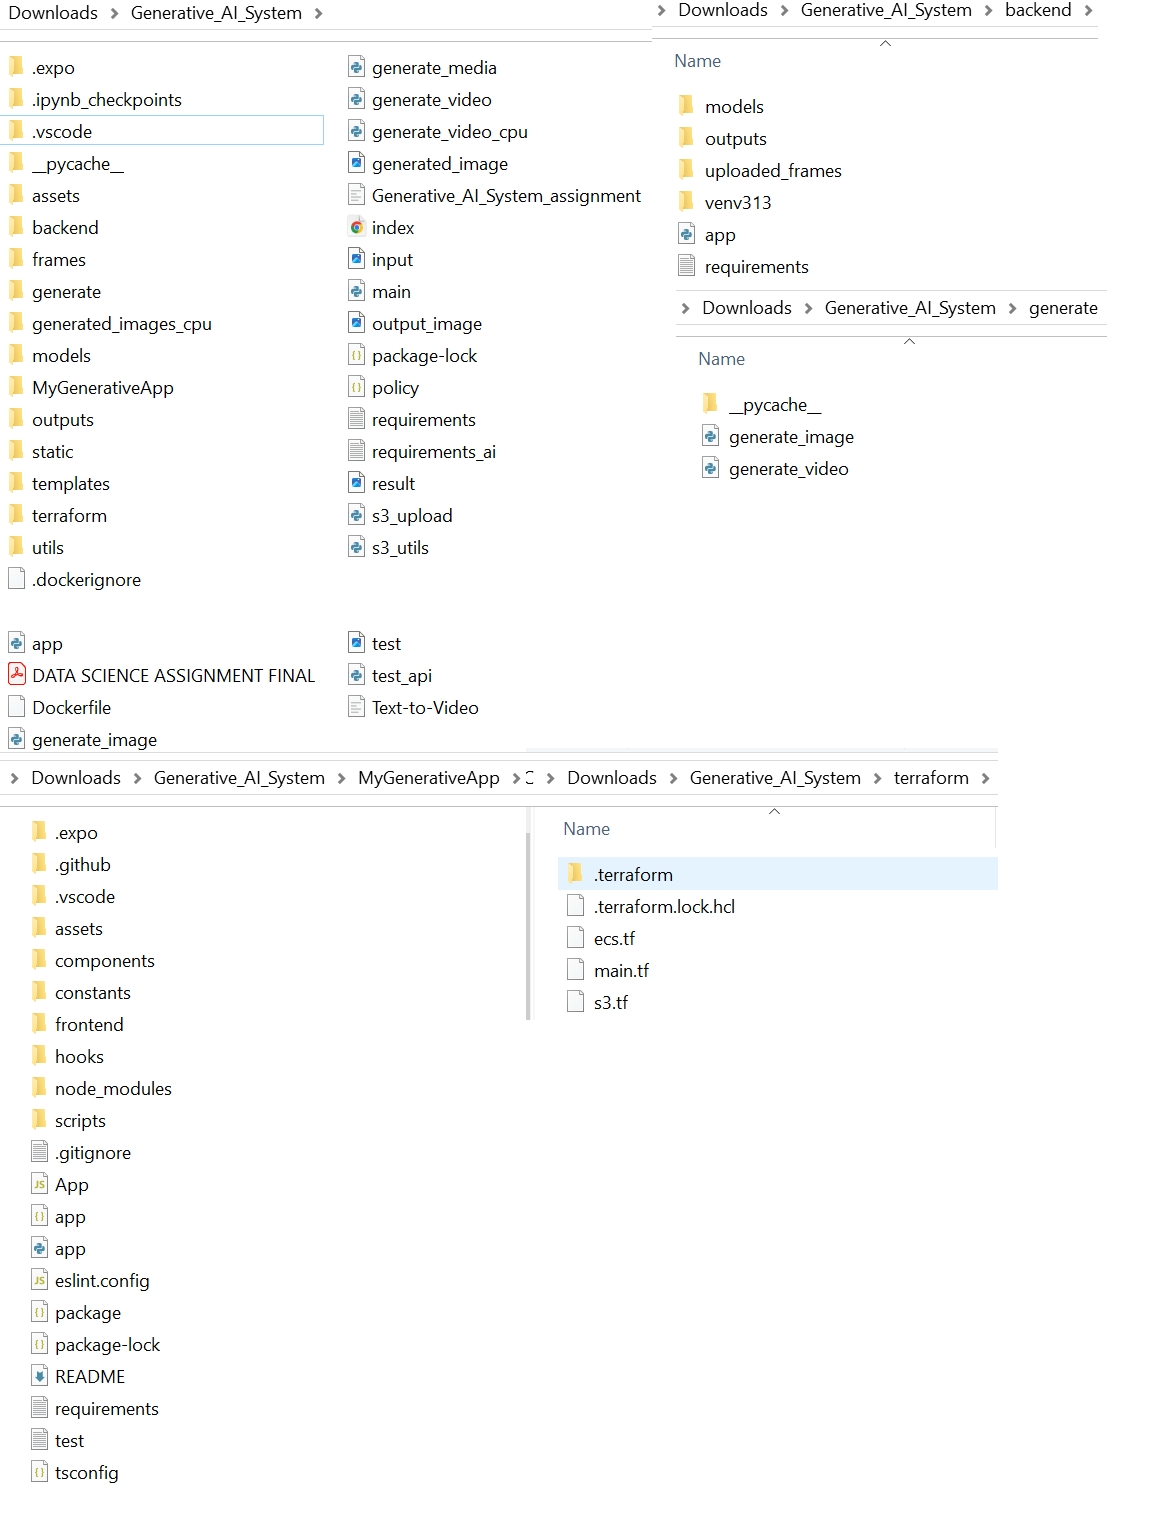 Downloads > Generative_AI_System >
.expo
.ipynb_checkpoints
.vscode
__pycache__
assets
backend
frames
generate
generated_images_cpu
models
MyGenerativeApp
outputs
static
templates
terraform
utils
.dockerignore
app
DATA SCIENCE ASSIGNMENT FINAL
Dockerfile
generate_image
generate_media
generate_video
generate_video_cpu
generated_image
Generative_AI_System_assignment
index
input
main
output_image
package-lock
policy
requirements
requirements_ai
result
s3_upload
s3_utils
test
test_api
Text-to-Video
> Downloads > Generative_AI_System > backend >
Name
models
outputs
uploaded_frames
venv313
app
requirements
> Downloads > Generative_AI_System > generate
Name
__pycache__
generate_image
generate_video
> Downloads > Generative_AI_System > MyGenerativeApp >
.expo
.github
.vscode
assets
components
constants
frontend
hooks
node_modules
scripts
.gitignore
App
app
app
eslint.config
package
package-lock
README
requirements
test
tsconfig
> Downloads > Generative_AI_System > terraform >
Name
.terraform
.terraform.lock.hcl
ecs.tf
main.tf
s3.tf